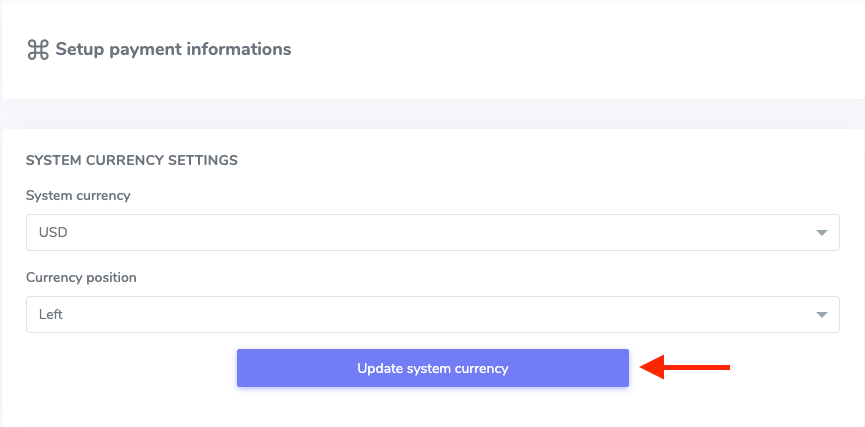 Setup payment informations
SYSTEM CURRENCY SETTINGS
System currency
USD
Currency position
Left
Update system currency